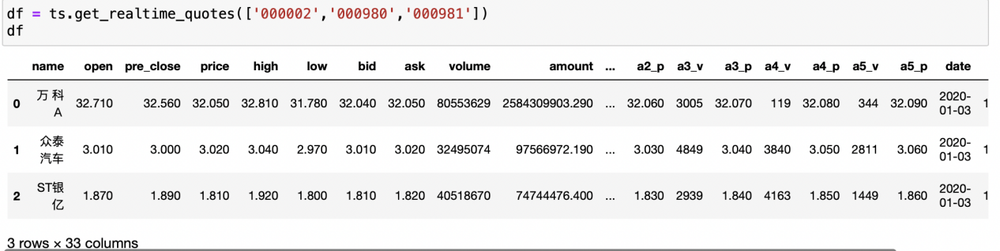 df = ts.get_realtime_quotes(['000002','000980','000981'])
df
name open pre_close price high low bid ask volume amount ... a2_p a3_v a3_p a4_v a4_p a5_v a5_p date
0 万 科A 32.710 32.560 32.050 32.810 31.780 32.040 32.050 80553629 2584309903.290 ... 32.060 3005 32.070 119 32.080 344 32.090 2020-01-03 1
1 众泰汽车 3.010 3.000 3.020 3.040 2.970 3.010 3.020 32495074 97566972.190 ... 3.030 4849 3.040 3840 3.050 2811 3.060 2020-01-03 1
2 ST银亿 1.870 1.890 1.810 1.920 1.800 1.810 1.820 40518670 74744476.400 ... 1.830 2939 1.840 4163 1.850 1449 1.860 2020-01-03 1
3 rows × 33 columns